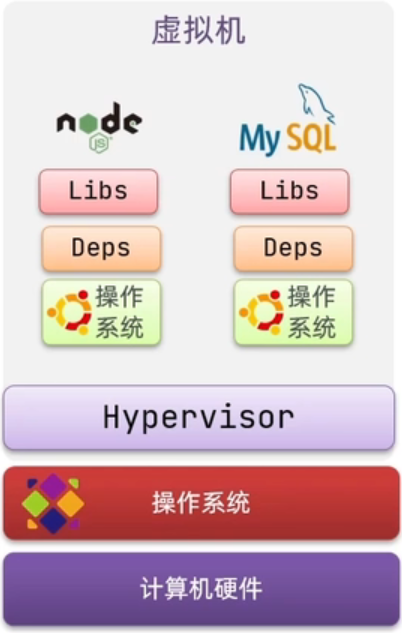 虚拟机
node
JS
MySQL
Libs
Libs
Deps
Deps
操作
系统
操作
系统
Hypervisor
操作系统
计算机硬件